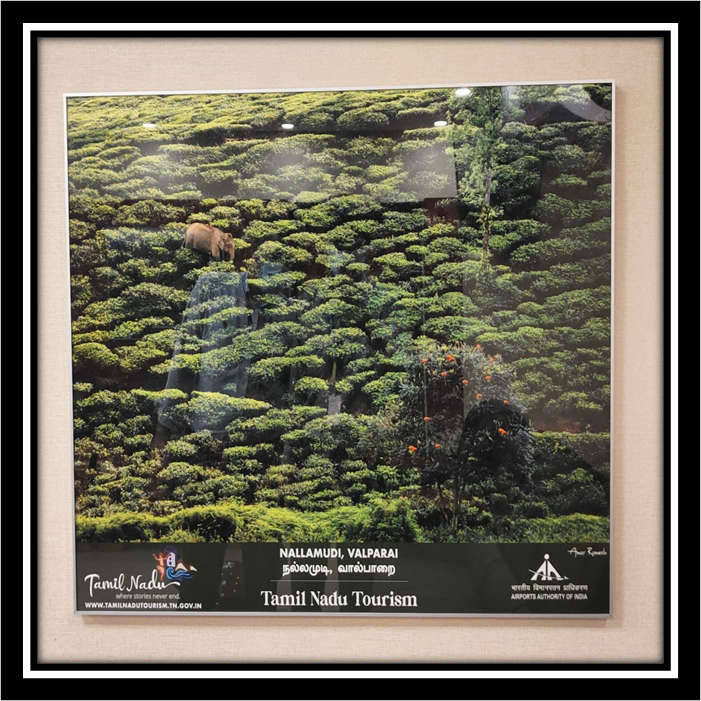 NALLAMUDI, VALPARAI
நல்லமுடி, வால்பாறை
Tamil Nadu Tourism
Tamil Nadu
where stories never end.
WWW.TAMILNADUTOURISM.TN.GOV.IN
भारतीय विमानपत्तन प्राधिकरण
AIRPORTS AUTHORITY OF INDIA